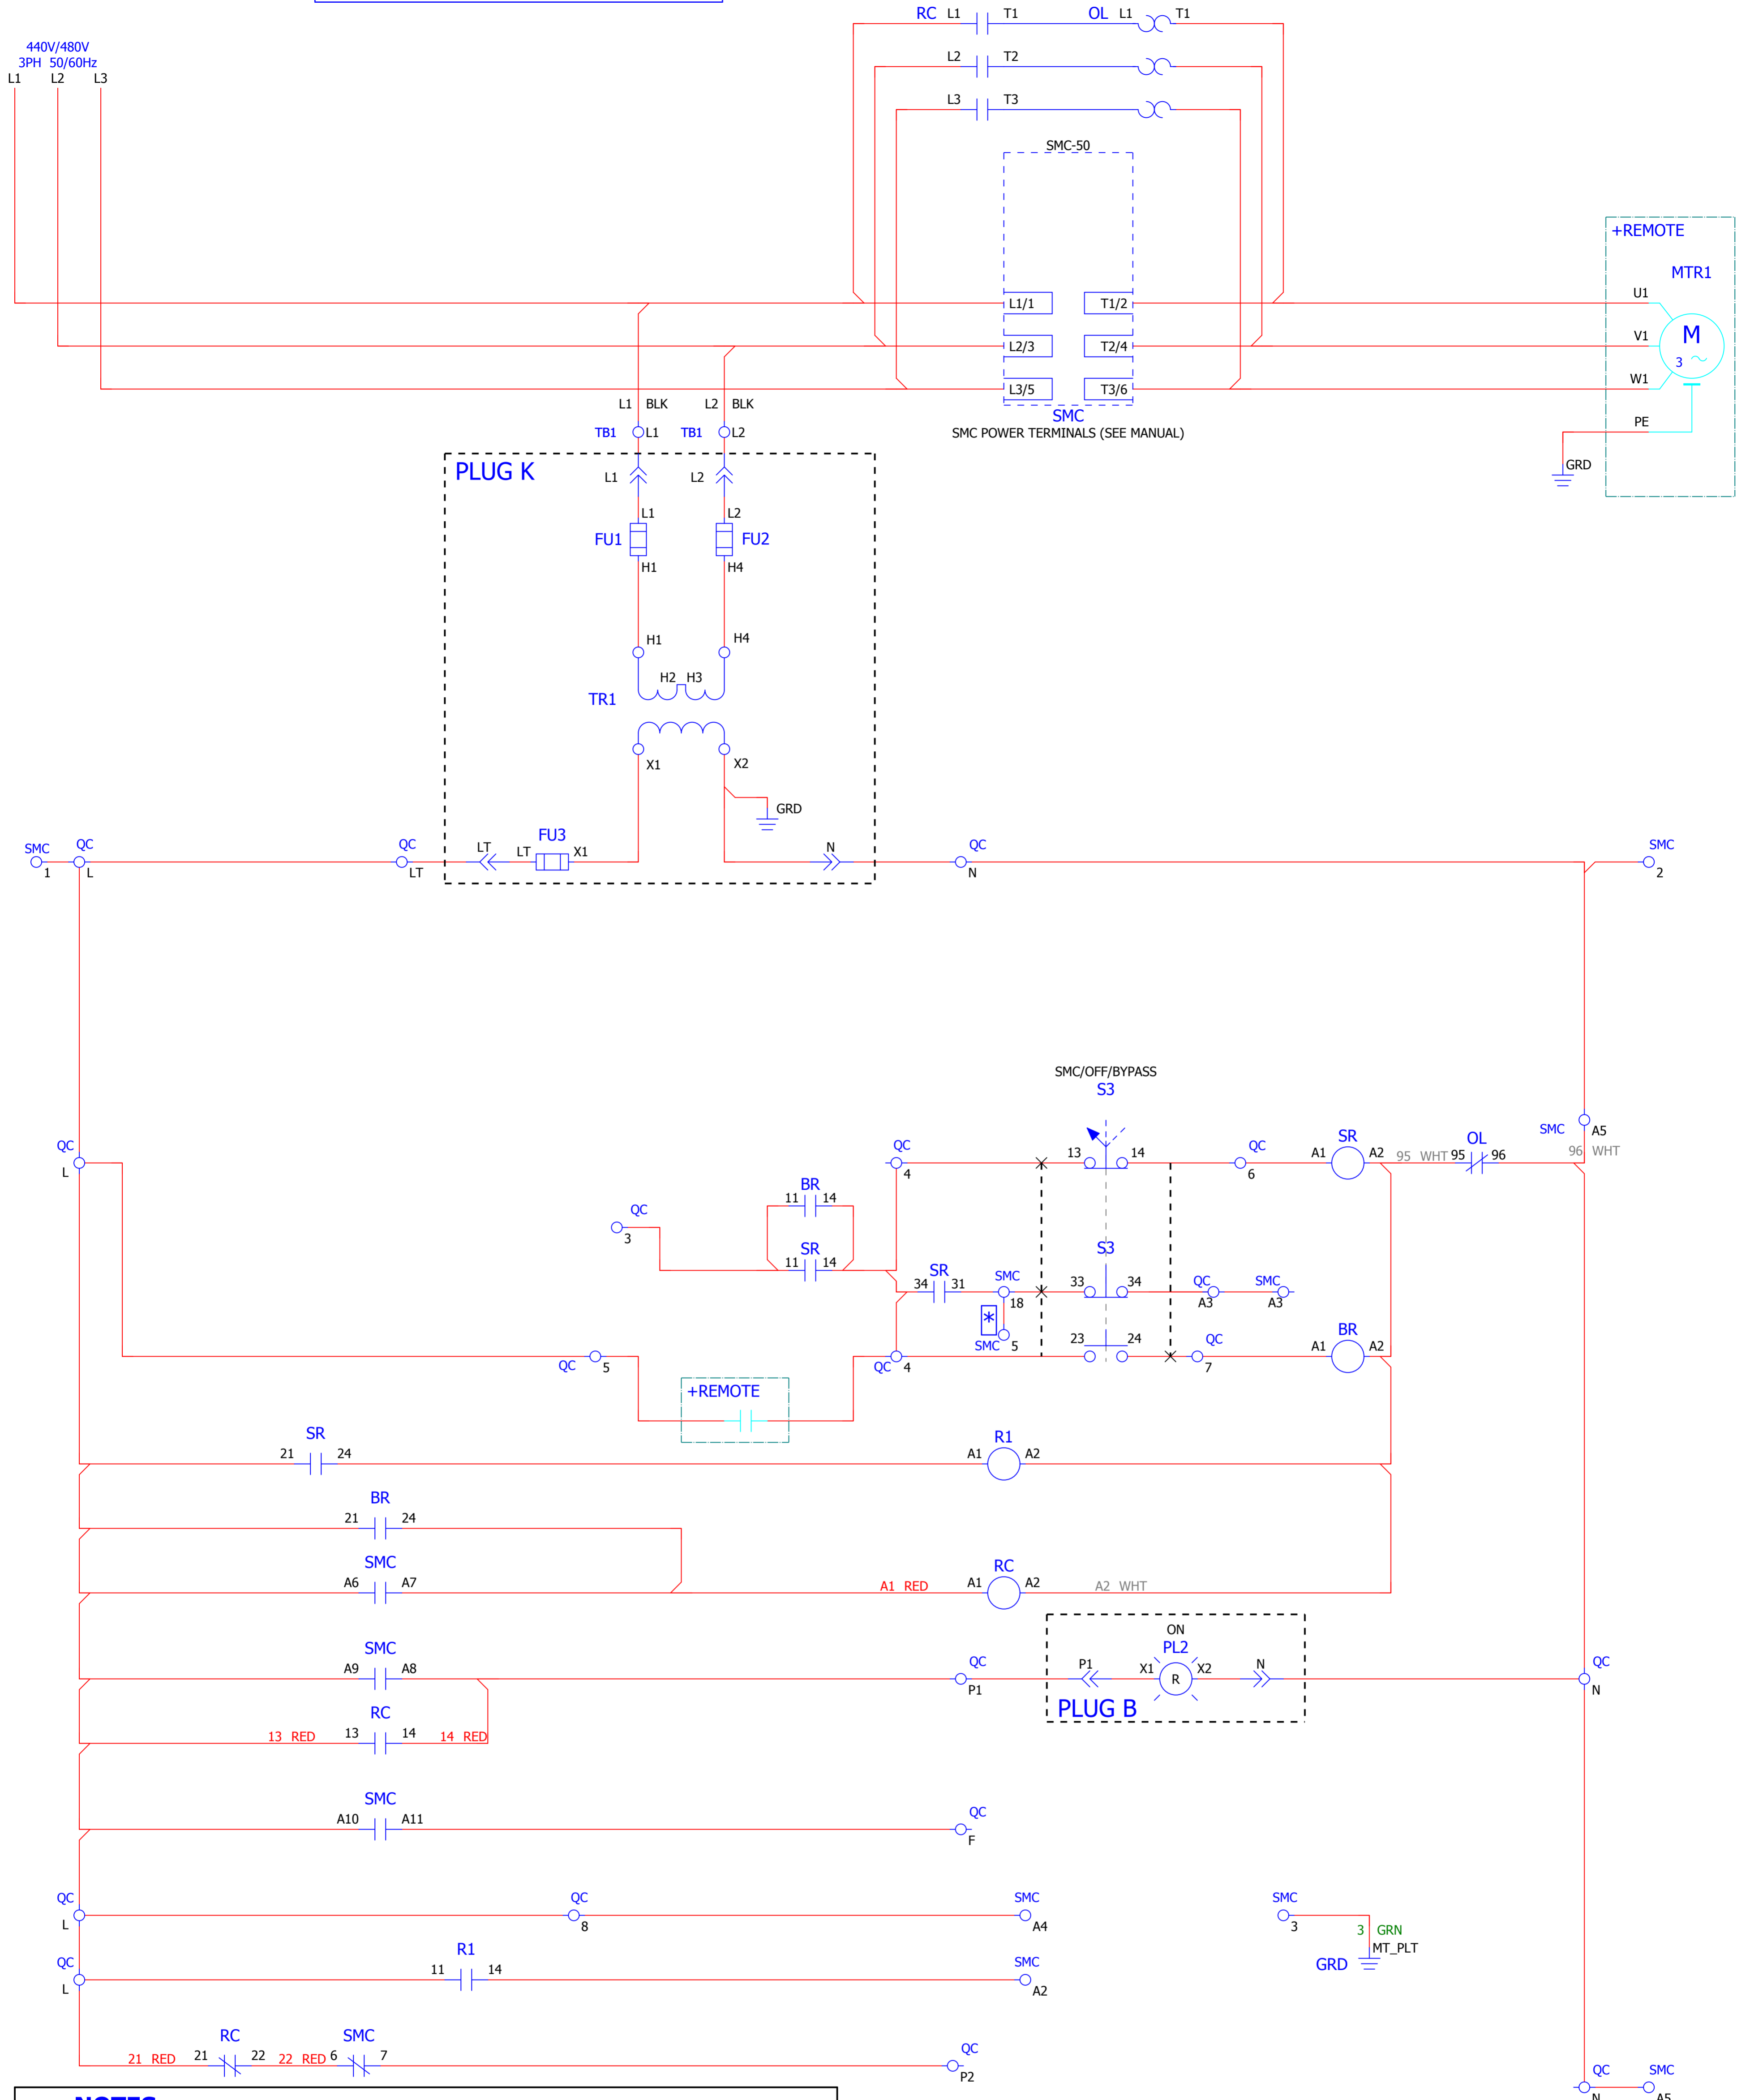 RC L1 T1 OL L1 T1
440V/480V
3PH 50/60Hz
L1 L2 L3
L2 T2
L3 T3
SMC-50
+REMOTE
MTR1
L1/1 T1/2 U1
L2/3 T2/4 V1
M
3
L3/5 T3/6 W1
L1 BLK L2 BLK
SMC
SMC POWER TERMINALS (SEE MANUAL)
PE
TB1 L1 TB1 L2
GRD
PLUG K
L1 L2
L1 L2
FU1 FU2
H1 H4
H1 H4
H2 H3
TR1
X1 X2
GRD
SMC QC QC LT LT FU3 X1 N QC SMC
1 L LT N 2
SMC/OFF/BYPASS
S3
SMC A5
QC 13 14 QC SR A1 A2 95 WHT 95 OL 96 96 WHT
QC
L 4 6
BR
11 14
QC
3
SR S3
11 14
SR
34 31 SMC 33 34 QC SMC
18 A3 A3
*
SMC 5 23 24 QC BR
A1 A2
QC 5 QC 4 7
+REMOTE
SR R1
21 24 A1 A2
BR
21 24
SMC RC
A6 A7 A1 RED A1 A2 A2 WHT
ON
SMC PL2
A9 A8 QC P1 X1 R X2 N QC
P1 N
RC PLUG B
13 RED 13 14 14 RED
SMC
A10 A11 QC
F
QC QC SMC SMC
L 8 A4 3
3 GRN
R1 MT_PLT
QC 11 14 SMC GRD
L A2
RC SMC
21 RED 21 22 22 RED 6 7 QC
P2
QC SMC
N A5
NOTES